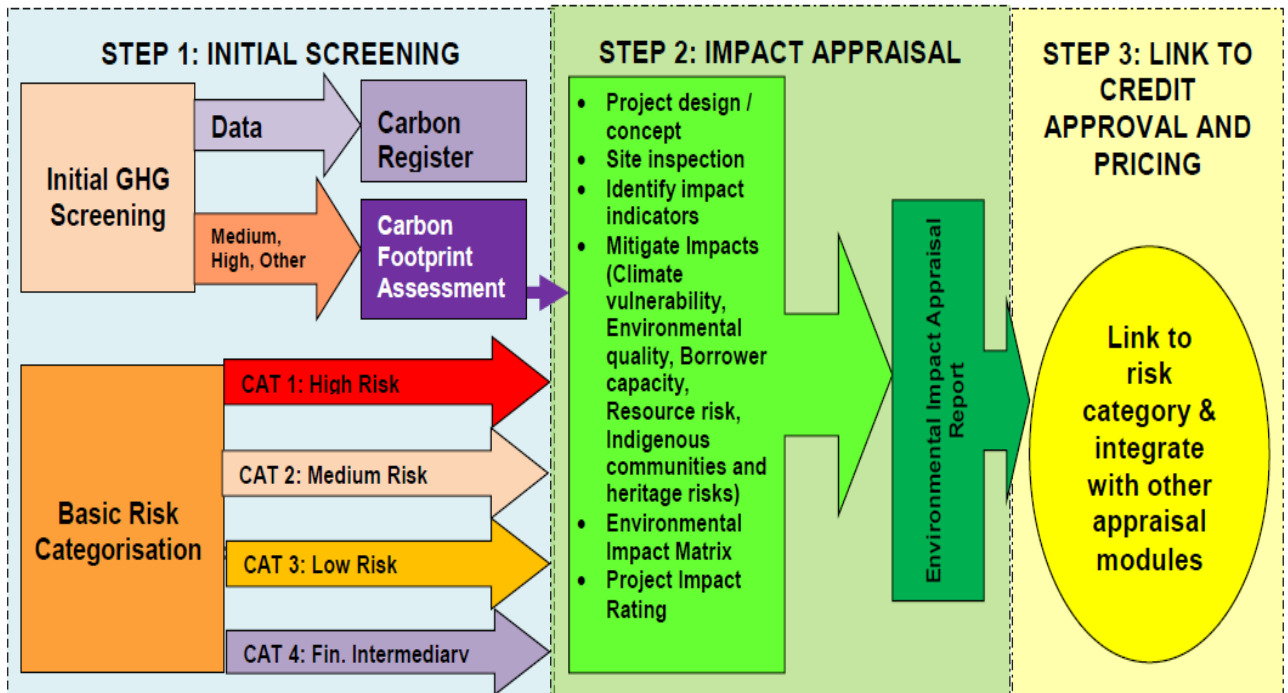 STEP 1: INITIAL SCREENING
Initial GHG
Screening
Data
Carbon
Register
Medium,
High, Other
Carbon
Footprint
Assessment
Basic Risk
Categorisation
CAT 1: High Risk
CAT 2: Medium Risk
CAT 3: Low Risk
CAT 4: Fin. Intermediary
STEP 2: IMPACT APPRAISAL
• Project design /
concept
• Site inspection
• Identify impact
indicators
• Mitigate Impacts
(Climate
vulnerability,
Environmental
quality, Borrower
capacity,
Resource risk,
Indigenous
communities and
heritage risks)
• Environmental
Impact Matrix
• Project Impact
Rating
Environmental Impact Appraisal
Report
STEP 3: LINK TO
CREDIT
APPROVAL AND
PRICING
Link to
risk
category &
integrate
with other
appraisal
modules